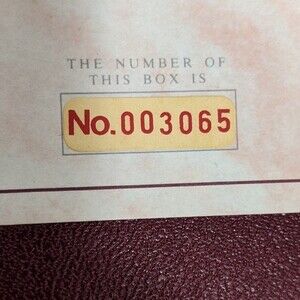 THE NUMBER OF
THIS BOX IS
No. 003065